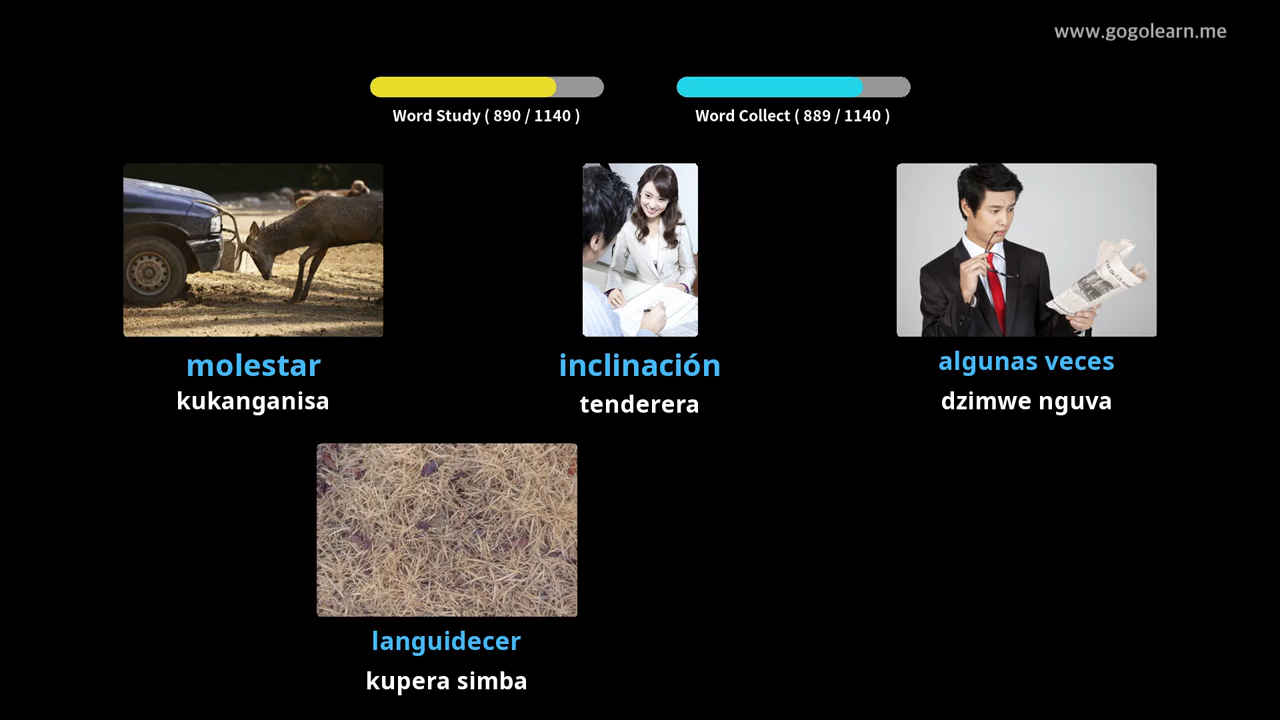 www.gogolearn.me
Word Study ( 890 / 1140 )
Word Collect ( 889 / 1140 )
molestar
kukanganisa
inclinación
tenderera
algunas veces
dzimwe nguva
languidecer
kupera simba